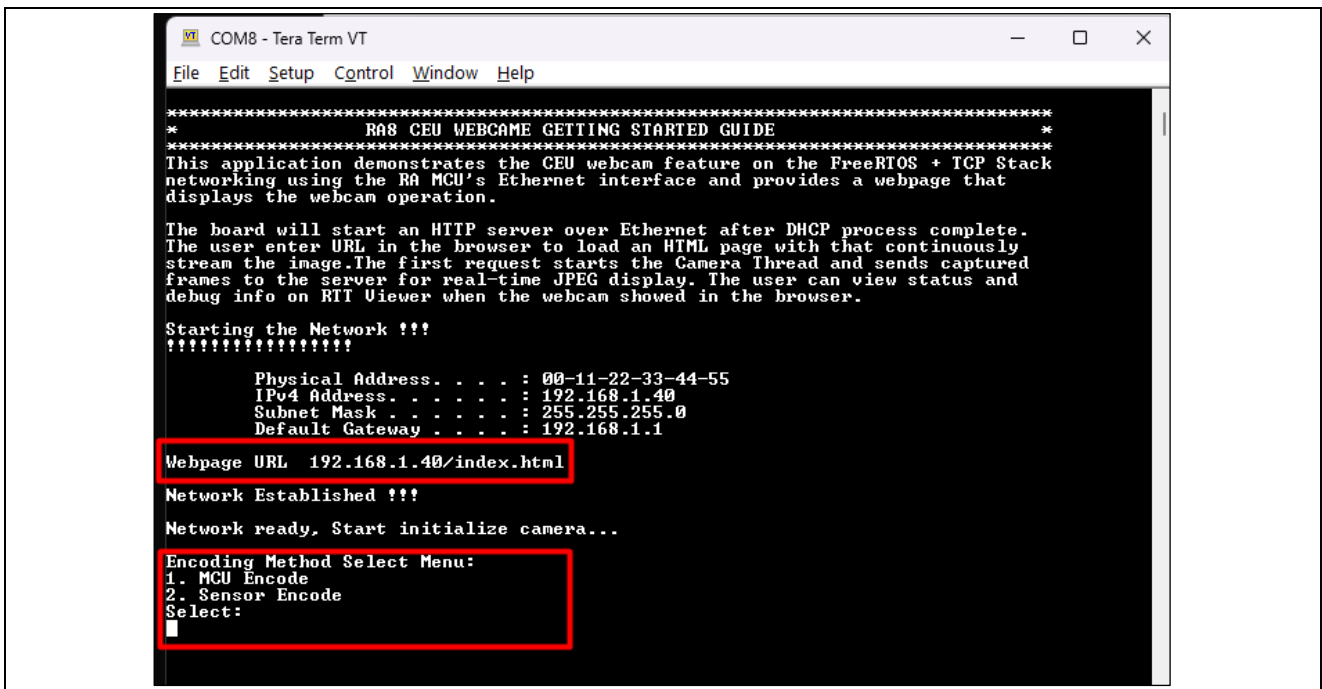 COM8 - Tera Term VT
File Edit Setup Control Window Help
*******************************************************************************
* RA8 CEU WEBCAME GETTING STARTED GUIDE *
*******************************************************************************
This application demonstrates the CEU webcam feature on the FreeRTOS + TCP Stack
networking using the RA MCU's Ethernet interface and provides a webpage that
displays the webcam operation.
The board will start an HTTP server over Ethernet after DHCP process complete.
The user enter URL in the browser to load an HTML page with that continuously
stream the image.The first request starts the Camera Thread and sends captured
frames to the server for real-time JPEG display. The user can view status and
debug info on RTT Viewer when the webcam showed in the browser.
Starting the Network !!!
!!!!!!!!!!!!!!!!!
Physical Address. . . . : 00-11-22-33-44-55
IPv4 Address. . . . . . : 192.168.1.40
Subnet Mask . . . . . . : 255.255.255.0
Default Gateway . . . . : 192.168.1.1
Webpage URL 192.168.1.40/index.html
Network Established !!!
Network ready, Start initialize camera...
Encoding Method Select Menu:
1. MCU Encode
2. Sensor Encode
Select: